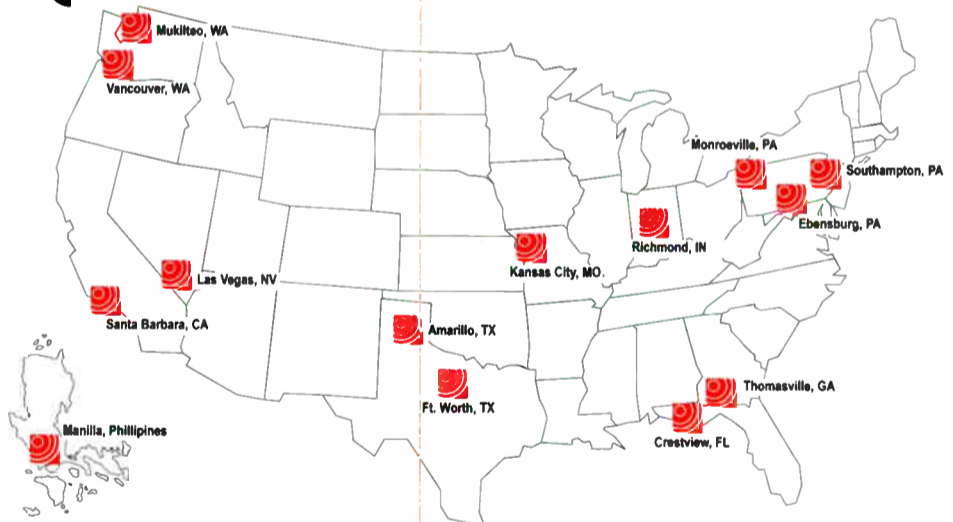 Mukilteo, WA
Vancouver, WA
Monroeville, PA
Southampton, PA
Ebensburg, PA
Richmond, IN
Kansas City, MO.
Las Vegas, NV
Santa Barbara, CA
Amarillo, TX
Ft. Worth, TX
Thomasville, GA
Crestview, FL
Manilla, Phillipines